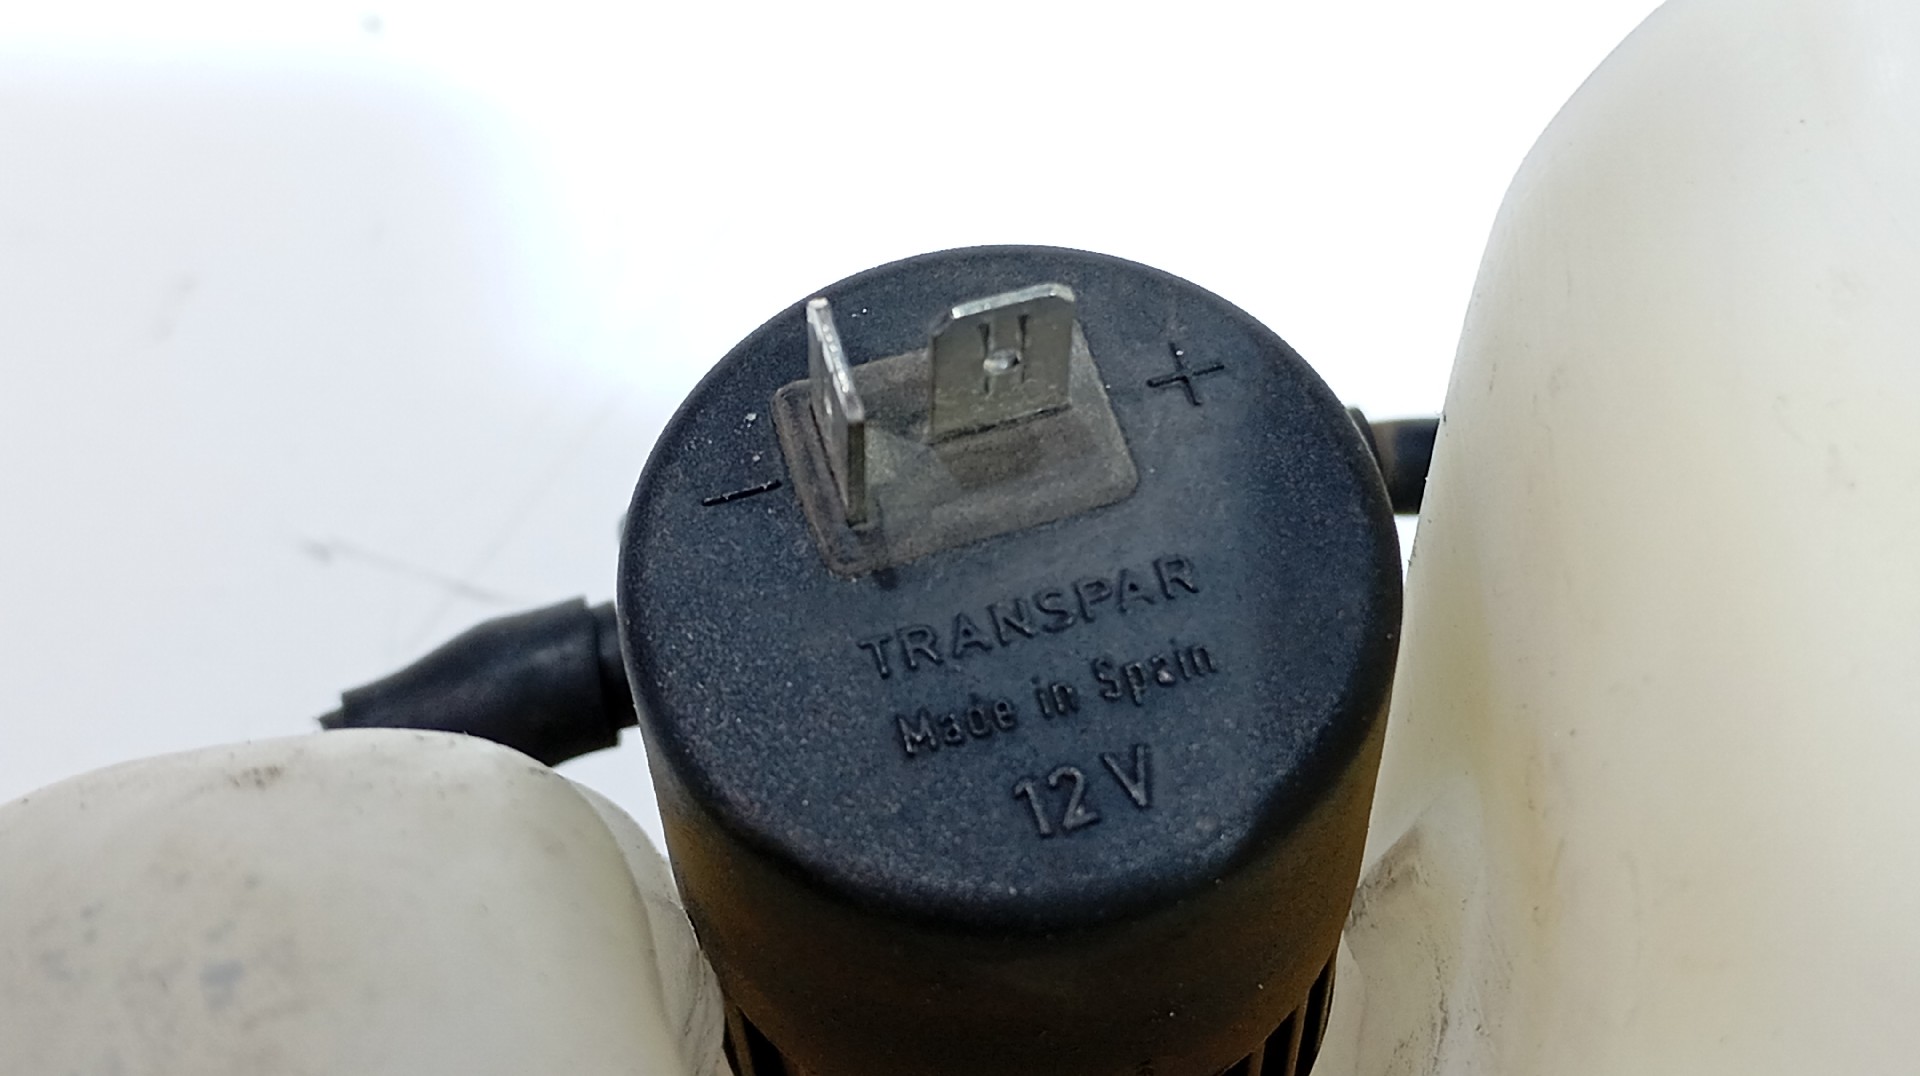 +
−
TRANSPAR
Made in Spain
12 V